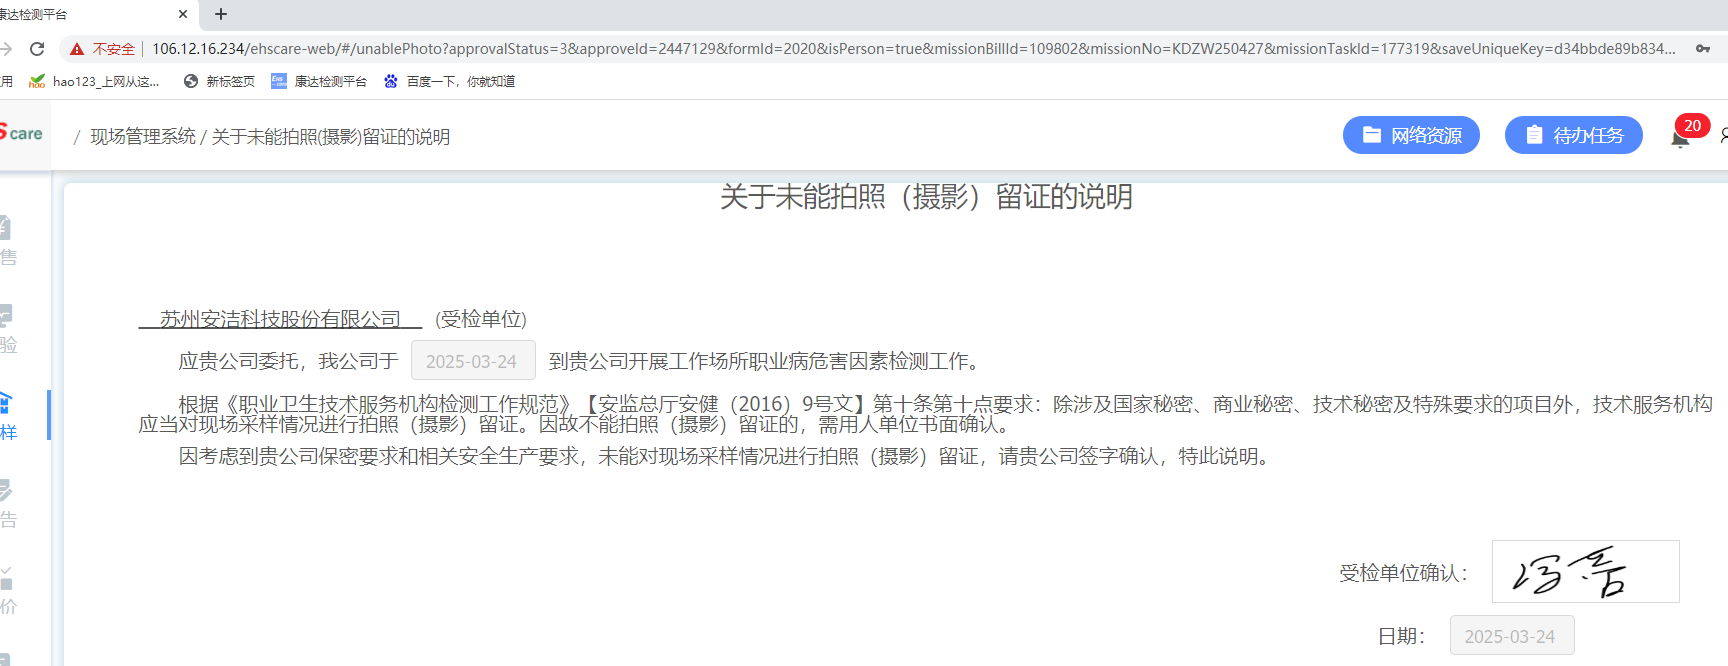 康达检测平台
不安全 106.12.16.234/ehscare-web/#/unablePhoto?approvalStatus=3&approveId=2447129&formId=2020&isPerson=true&missionBillId=109802&missionNo=KDZW250427&missionTaskId=177319&saveUniqueKey=d34bbde89b834...
用 hao123_上网从这... 新标签页 康达检测平台 百度一下，你就知道
S care / 现场管理系统 / 关于未能拍照(摄影)留证的说明 网络资源 待办任务 20
关于未能拍照（摄影）留证的说明
售
苏州安洁科技股份有限公司 (受检单位)
验
应贵公司委托，我公司于 2025-03-24 到贵公司开展工作场所职业病危害因素检测工作。
根据《职业卫生技术服务机构检测工作规范》【安监总厅安健（2016）9号文】第十条第十点要求：除涉及国家秘密、商业秘密、技术秘密及特殊要求的项目外，技术服务机构
应当对现场采样情况进行拍照（摄影）留证。因故不能拍照（摄影）留证的，需用人单位书面确认。
样
因考虑到贵公司保密要求和相关安全生产要求，未能对现场采样情况进行拍照（摄影）留证，请贵公司签字确认，特此说明。
告
受检单位确认：
价
日期： 2025-03-24